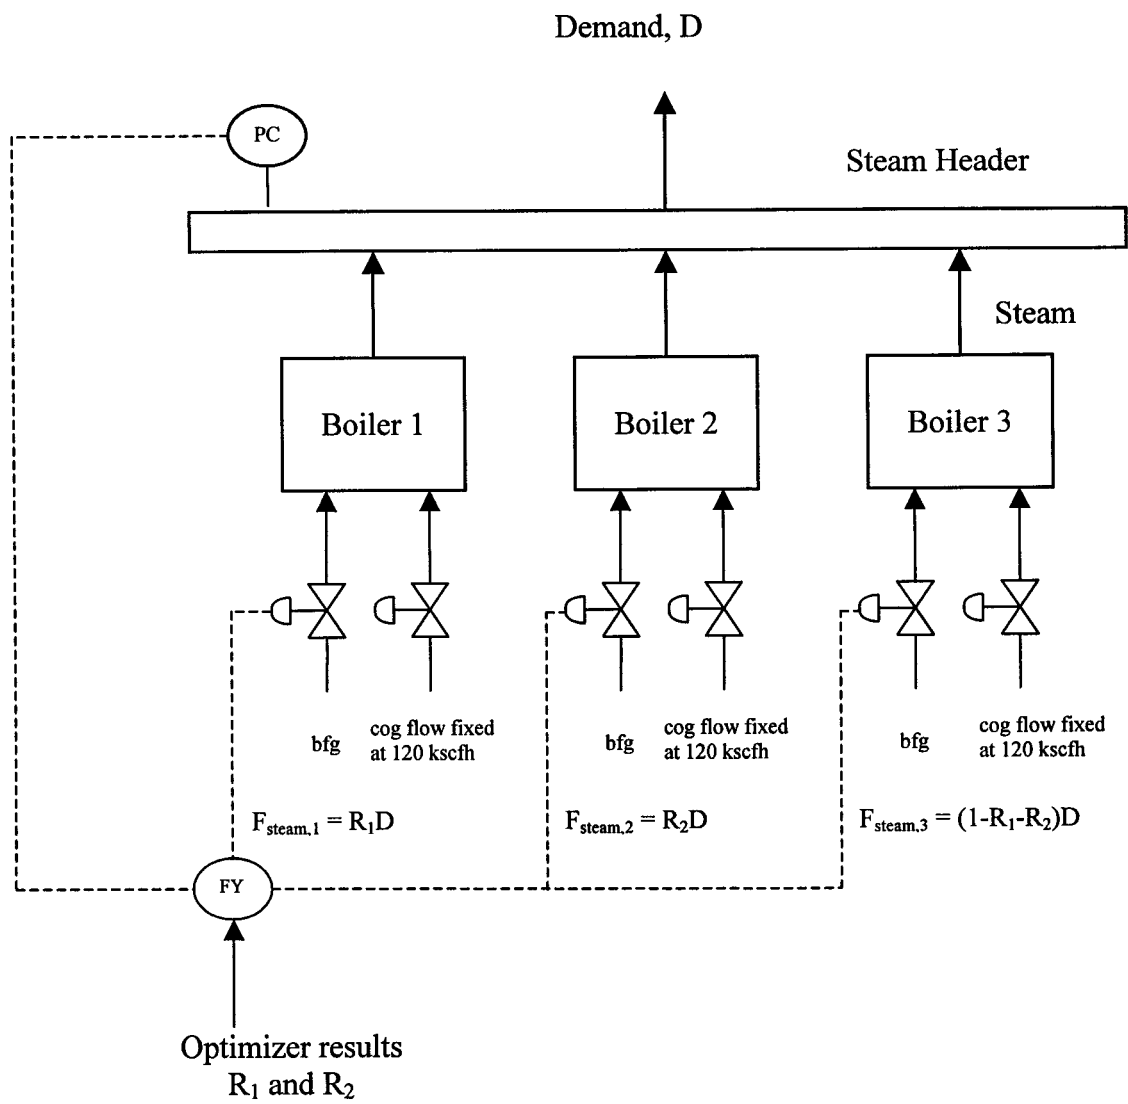 Demand, D
PC
Steam Header
Steam
Boiler 1
Boiler 2
Boiler 3
bfg
cog flow fixed
at 120 kscfh
bfg
cog flow fixed
at 120 kscfh
bfg
cog flow fixed
at 120 kscfh
F_steam,1 = R₁D
F_steam,2 = R₂D
F_steam,3 = (1-R₁-R₂)D
FY
Optimizer results
R₁ and R₂